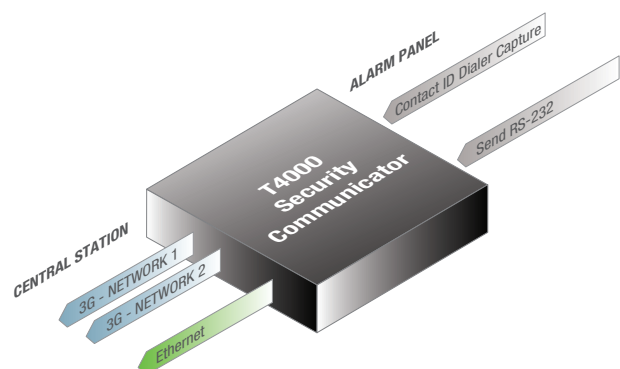 ALARM PANEL
Contact ID Dialer Capture
Send RS-232
T4000
Security
Communicator
CENTRAL STATION
3G - NETWORK 1
3G - NETWORK 2
Ethernet